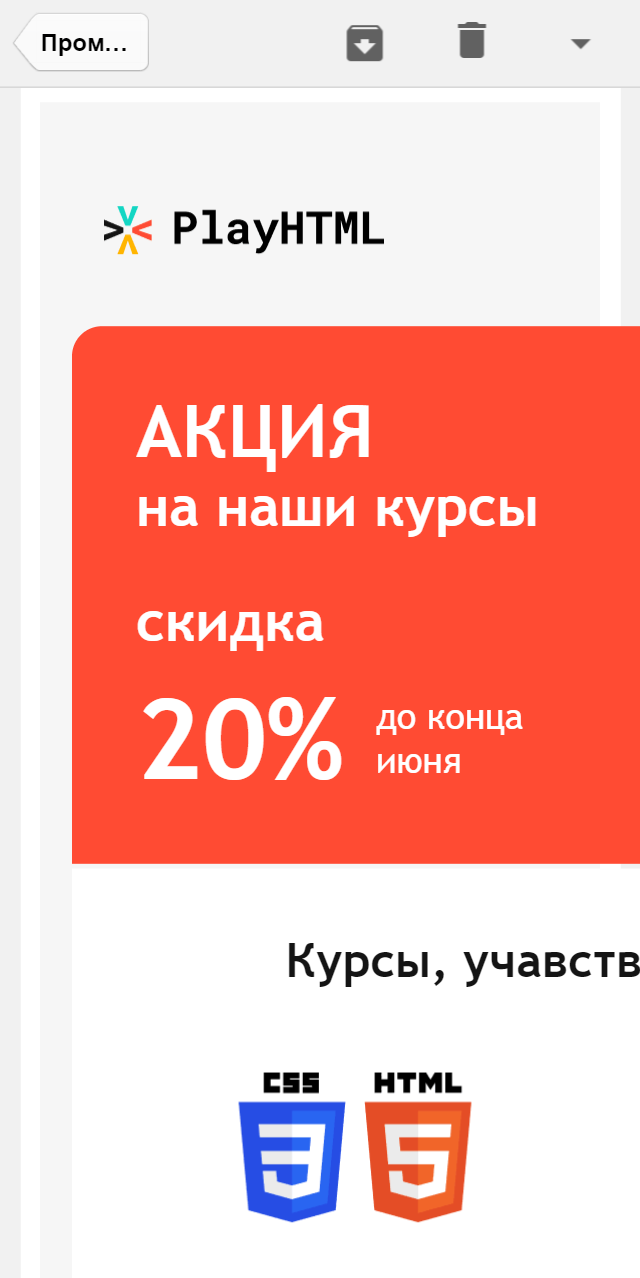 Пром...
PlayHTML
АКЦИЯ
на наши курсы
скидка
20%
до конца
июня
Курсы, учавств
CSS HTML